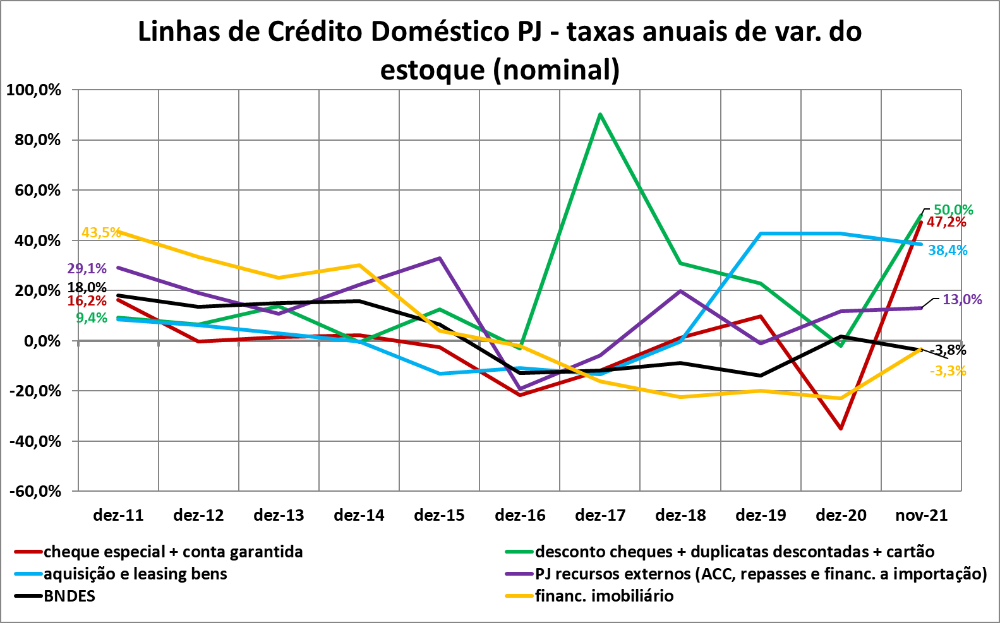 Linhas de Crédito Doméstico PJ - taxas anuais de var. do
estoque (nominal)
100,0%
80,0%
60,0%
40,0%
20,0%
0,0%
-20,0%
-40,0%
-60,0%
43,5%
29,1%
18,0%
16,2%
9,4%
50,0%
47,2%
38,4%
13,0%
-3,8%
-3,3%
dez-11 dez-12 dez-13 dez-14 dez-15 dez-16 dez-17 dez-18 dez-19 dez-20 nov-21
cheque especial + conta garantida
desconto cheques + duplicatas descontadas + cartão
aquisição e leasing bens
PJ recursos externos (ACC, repasses e financ. a importação)
BNDES
financ. imobiliário